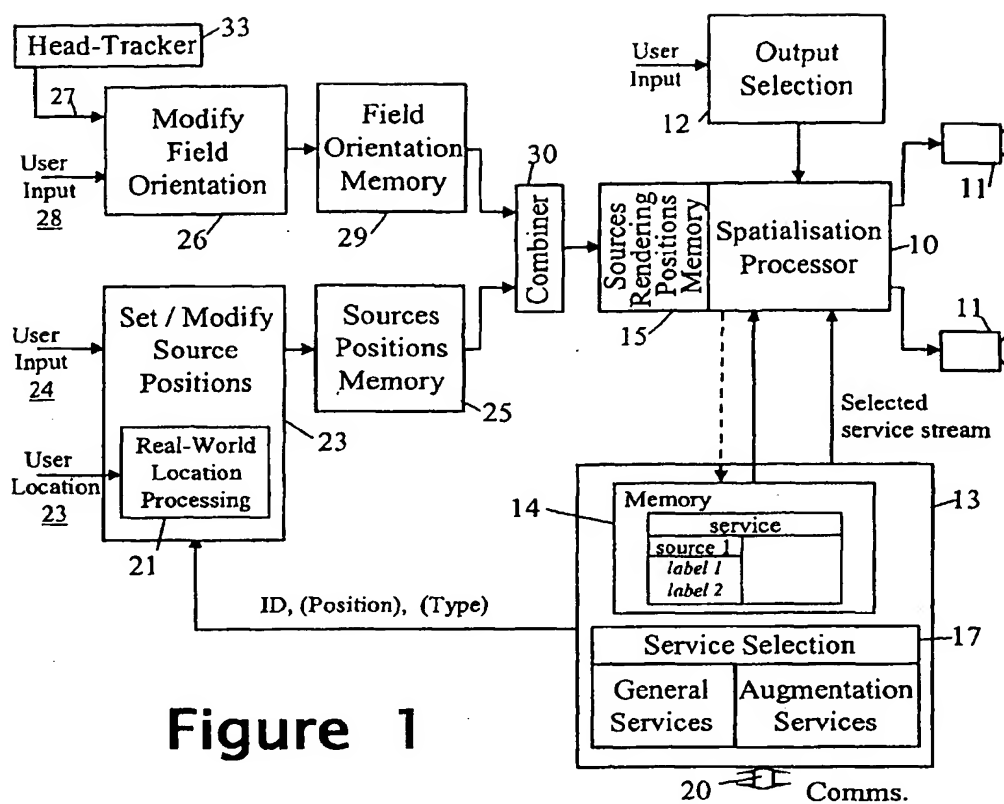 Head-Tracker
33
27
User
Input
28
Modify
Field
Orientation
26
Field
Orientation
Memory
29
User
Input
24
User
Location
23
Set / Modify
Source
Positions
23
Real-World
Location
Processing
21
Sources
Positions
Memory
25
30
Combiner
User
Input
Output
Selection
12
Sources
Rendering
Positions
Memory
15
Spatialisation
Processor
10
11
11
Selected
service stream
13
14
Memory
service
source 1
label 1
label 2
ID, (Position), (Type)
17
Service Selection
General
Services
Augmentation
Services
20
Comms.
Figure 1